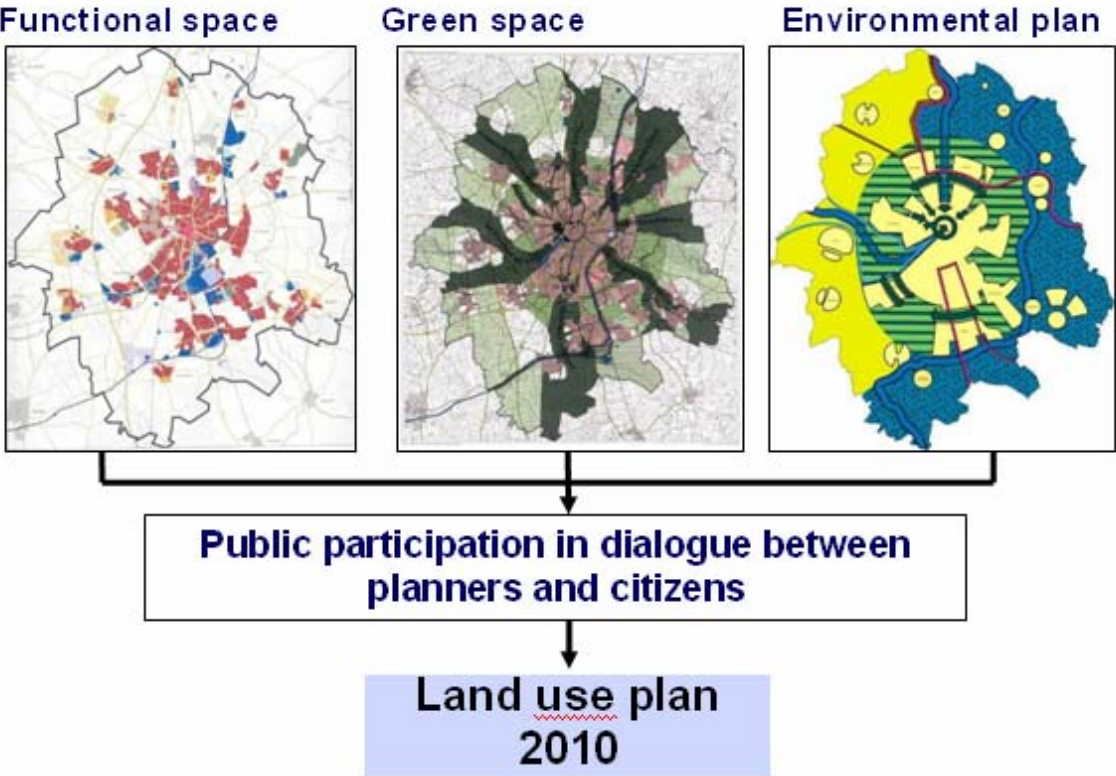 Functional space
Green space
Environmental plan
Public participation in dialogue between
planners and citizens
Land use plan
2010